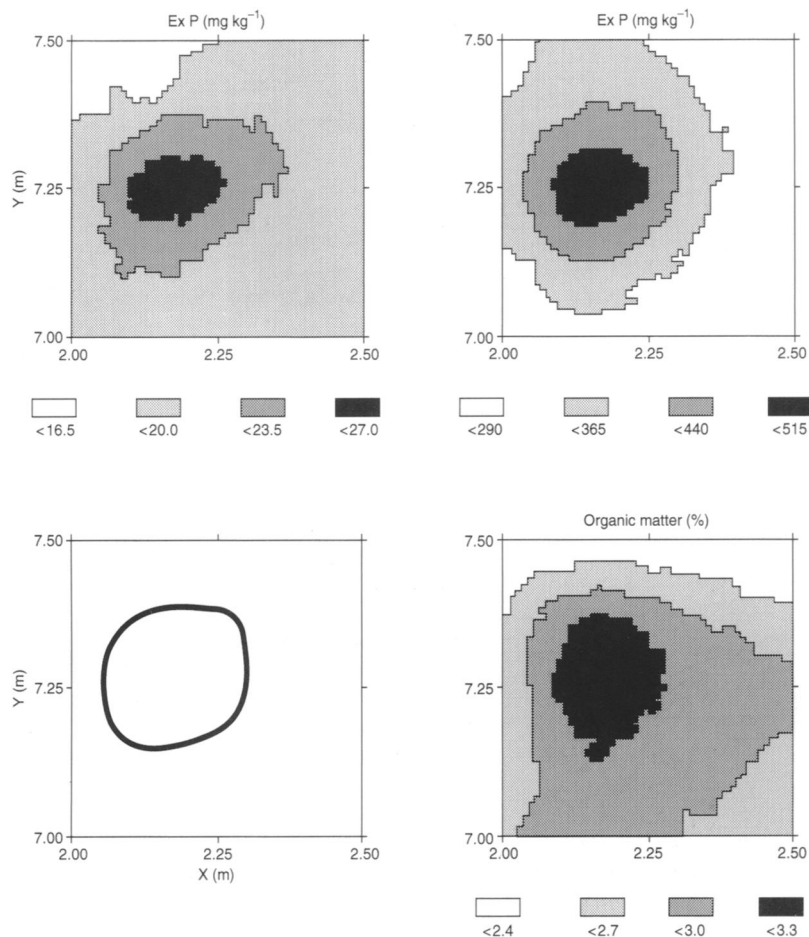 Ex P (mg kg⁻¹)
Ex P (mg kg⁻¹)
7.50
7.50
Y (m)
7.25
7.25
7.00
7.00
2.00 2.25 2.50
2.00 2.25 2.50
<16.5 <20.0 <23.5 <27.0
<290 <365 <440 <515
Organic matter (%)
7.50
7.50
Y (m)
7.25
7.25
7.00
7.00
2.00 2.25 2.50
2.00 2.25 2.50
X (m)
<2.4 <2.7 <3.0 <3.3